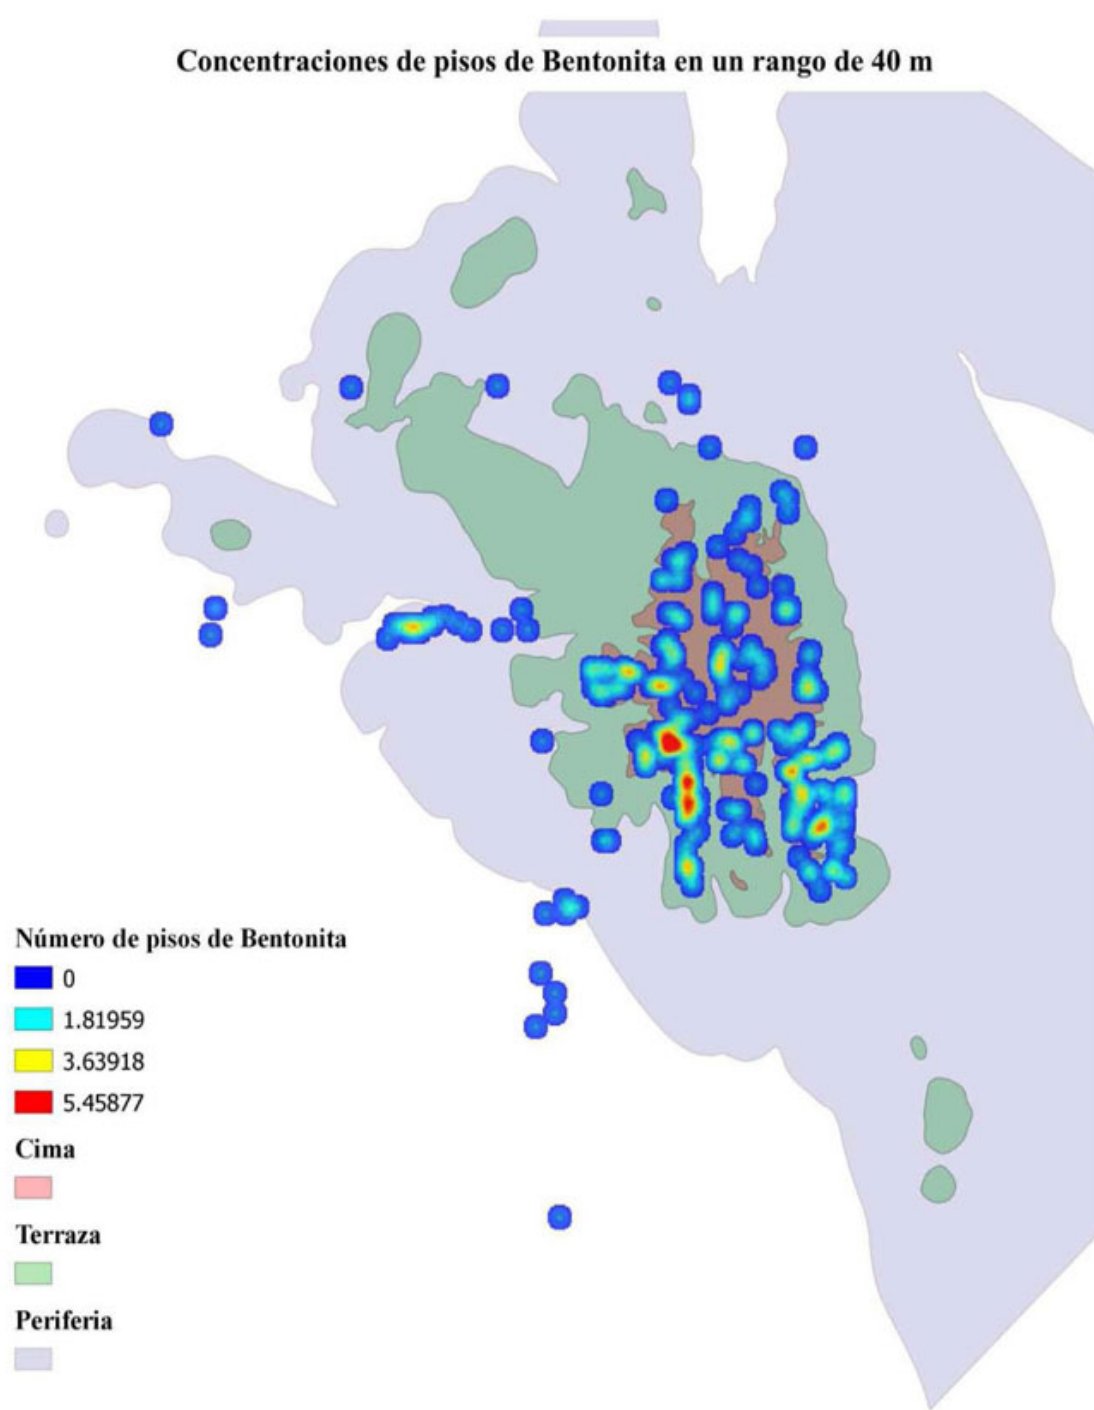 Concentraciones de pisos de Bentonita en un rango de 40 m
Número de pisos de Bentonita
0
1.81959
3.63918
5.45877
Cima
Terraza
Periferia